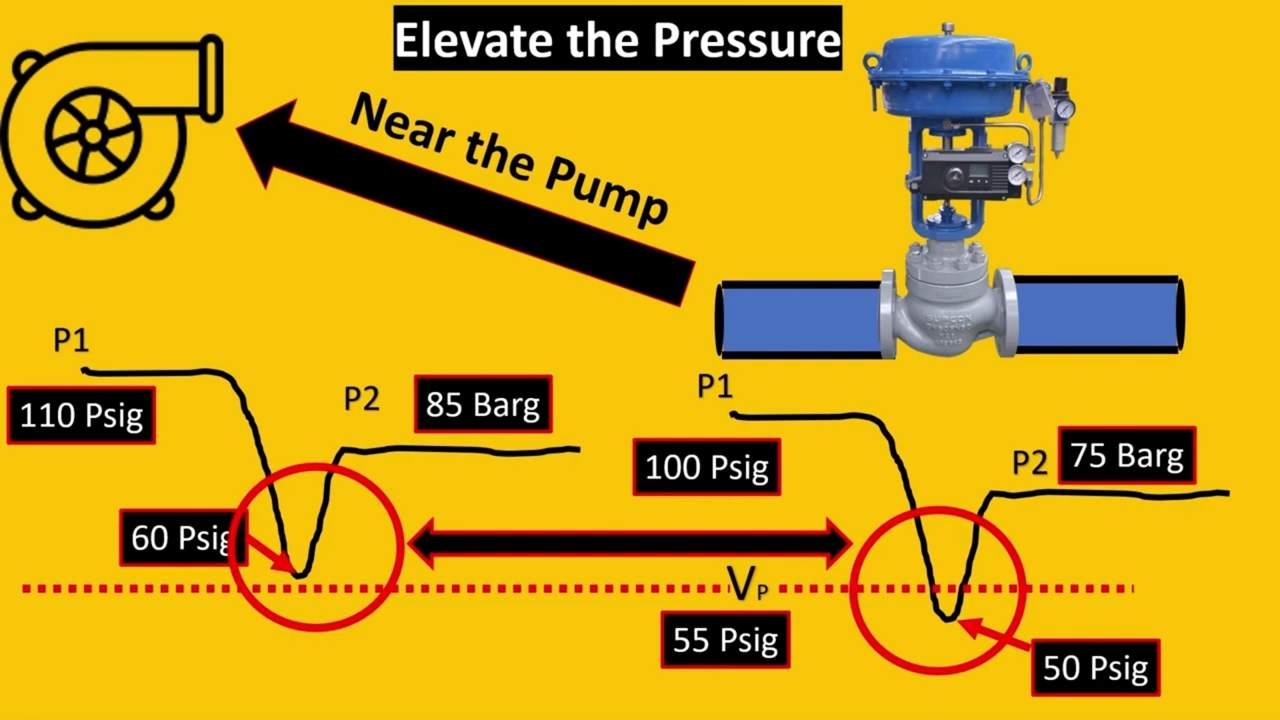 Elevate the Pressure
Near the Pump
P1
110 Psig
P2
85 Barg
60 Psig
P1
100 Psig
P2
75 Barg
VP
55 Psig
50 Psig